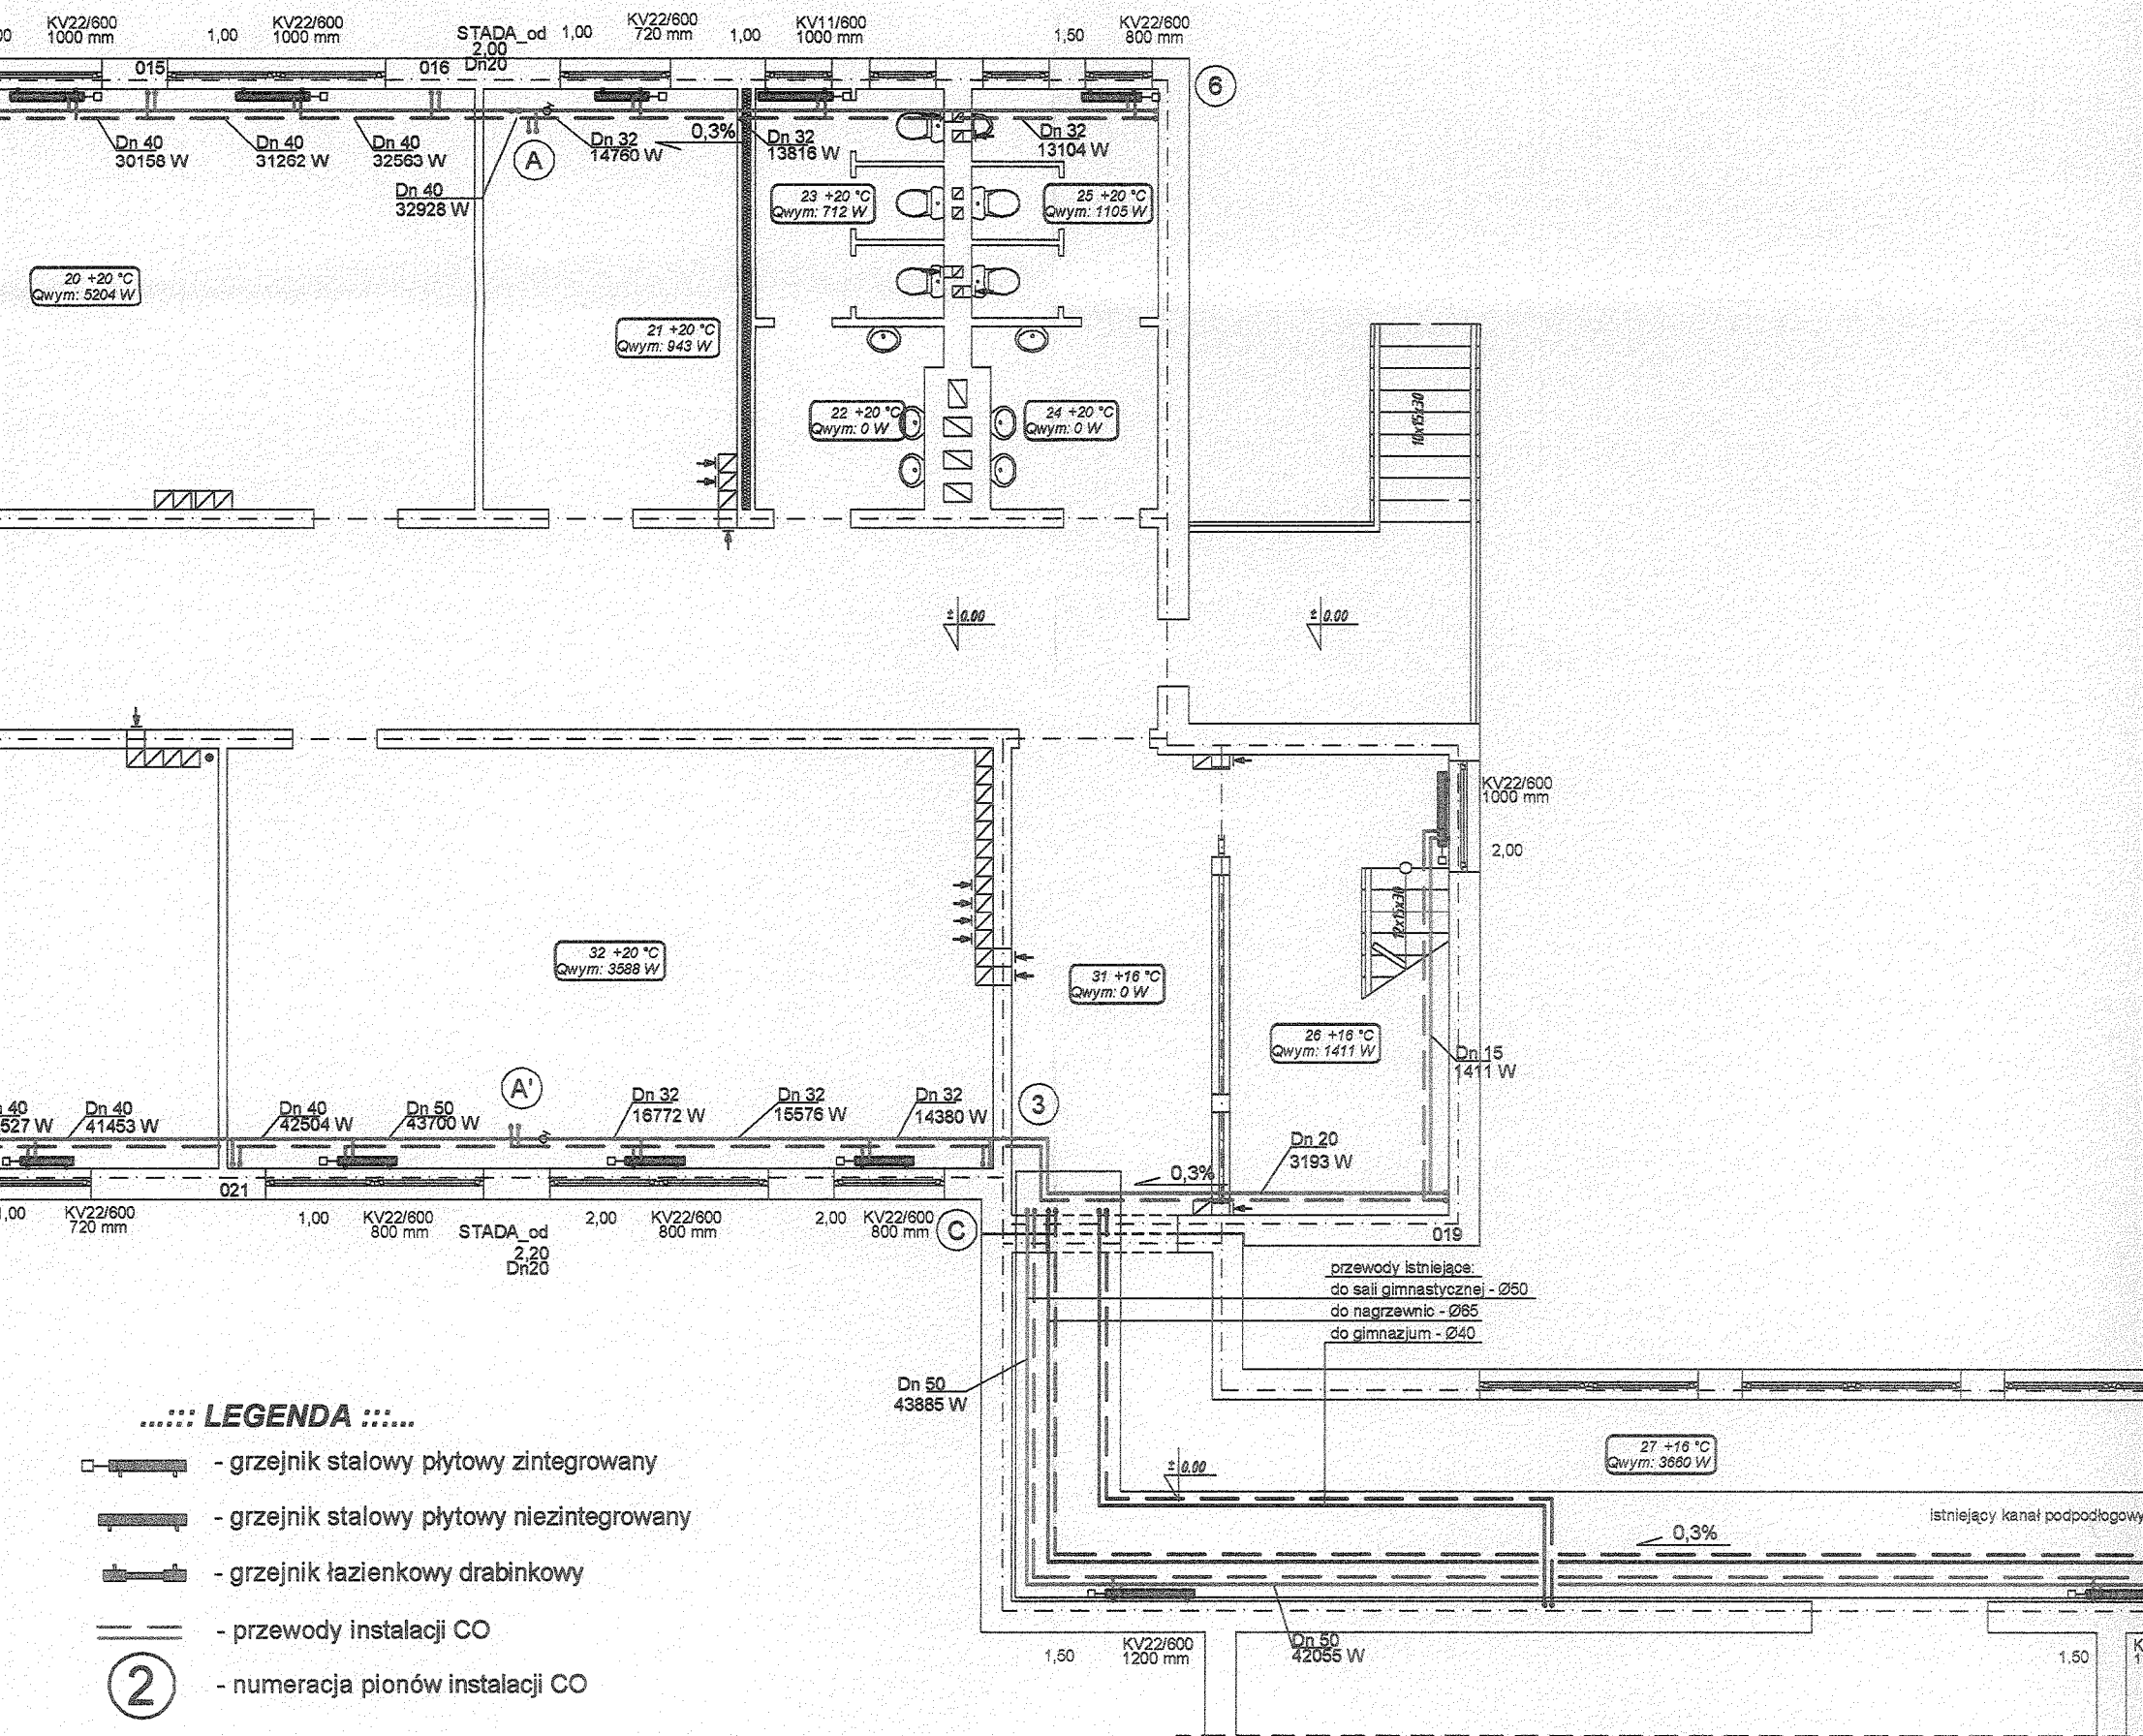 00
KV22/600
1000 mm
1,00
KV22/600
1000 mm
STADA_od
2,00
Dn20
1,00
KV22/600
720 mm
1,00
KV11/600
1000 mm
1,50
KV22/600
800 mm
015
016
6
Dn 40
30158 W
Dn 40
31262 W
Dn 40
32563 W
Dn 40
32928 W
A
Dn 32
14760 W
0,3%
Dn 32
13816 W
Dn 32
13104 W
23 +20 °C
Qwym: 712 W
25 +20 °C
Qwym: 1105 W
20 +20 °C
Qwym: 5204 W
21 +20 °C
Qwym: 943 W
22 +20 °C
Qwym: 0 W
24 +20 °C
Qwym: 0 W
10x15x30
± 0.00
± 0.00
KV22/600
1000 mm
2,00
12x15x30
32 +20 °C
Qwym: 3588 W
31 +16 °C
Qwym: 0 W
26 +16 °C
Qwym: 1411 W
Dn 15
1411 W
A'
40
527 W
Dn 40
41453 W
Dn 40
42504 W
Dn 50
43700 W
Dn 32
16772 W
Dn 32
15576 W
Dn 32
14380 W
3
Dn 20
3193 W
0,3%
021
1,00
KV22/600
720 mm
1,00
KV22/600
800 mm
STADA_od
2,20
Dn20
2,00
KV22/600
800 mm
2,00
KV22/600
800 mm
C
019
przewody istniejące:
do sali gimnastycznej - Ø50
do nagrzewnic - Ø65
do gimnazjum - Ø40
Dn 50
43885 W
27 +16 °C
Qwym: 3660 W
± 0.00
istniejący kanał podpodłogowy
0,3%
1,50
KV22/600
1200 mm
Dn 50
42055 W
1,50
K
1
...::: LEGENDA :::...
- grzejnik stalowy płytowy zintegrowany
- grzejnik stalowy płytowy niezintegrowany
- grzejnik łazienkowy drabinkowy
- przewody instalacji CO
2 - numeracja pionów instalacji CO